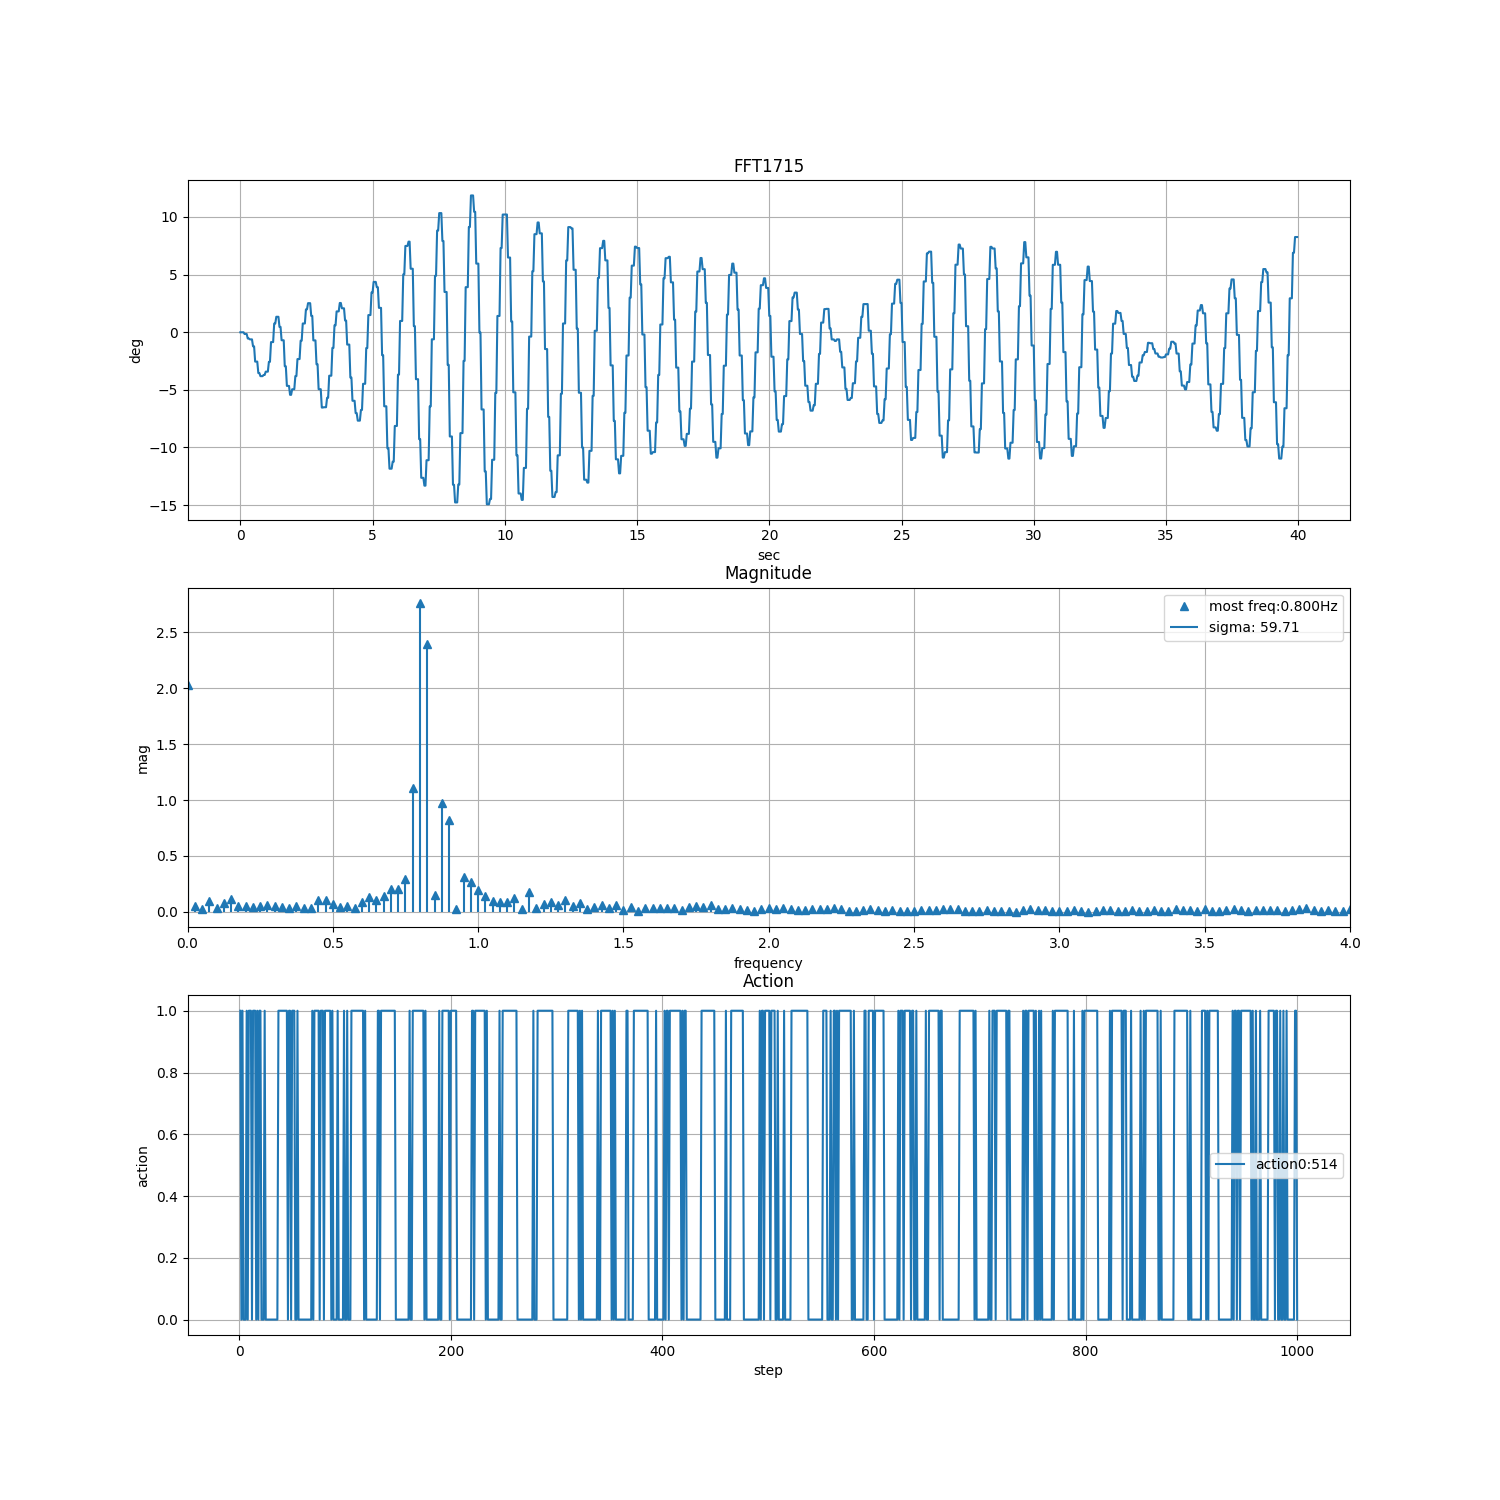 FFT1715
10
5
0
−5
−10
−15
deg
0 5 10 15 20 25 30 35 40
sec
Magnitude
most freq:0.800Hz
sigma: 59.71
2.5
2.0
1.5
1.0
0.5
0.0
mag
0.0 0.5 1.0 1.5 2.0 2.5 3.0 3.5 4.0
frequency
Action
1.0
0.8
0.6
0.4
0.2
0.0
action
action0:514
0 200 400 600 800 1000
step